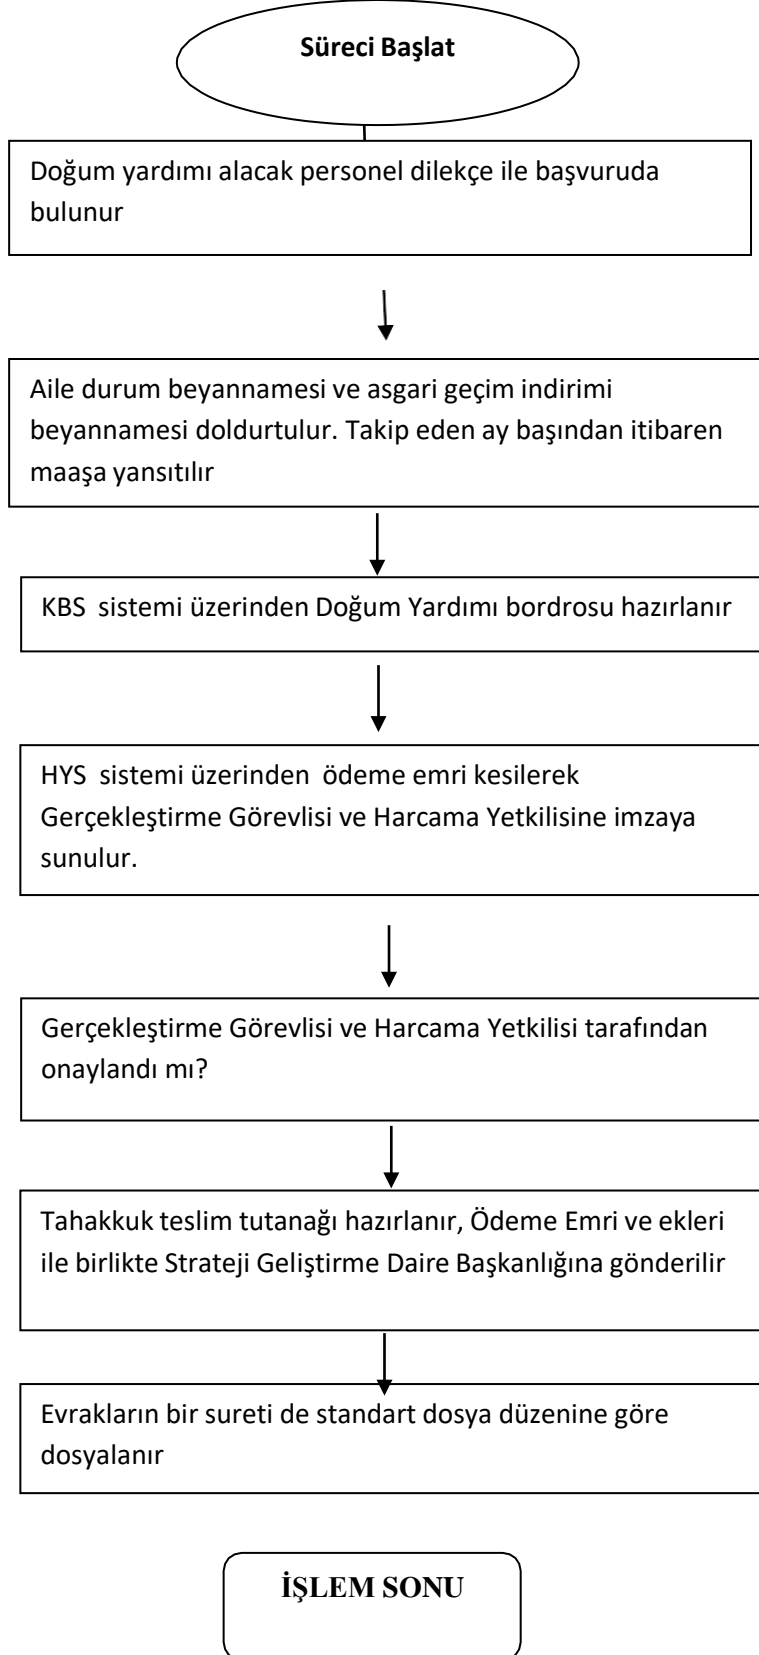 Süreci Başlat
Doğum yardımı alacak personel dilekçe ile başvuruda
bulunur
Aile durum beyannamesi ve asgari geçim indirimi
beyannamesi doldurtulur. Takip eden ay başından itibaren
maaşa yansıtılır
KBS  sistemi üzerinden Doğum Yardımı bordrosu hazırlanır
HYS  sistemi üzerinden  ödeme emri kesilerek
Gerçekleştirme Görevlisi ve Harcama Yetkilisine imzaya
sunulur.
Gerçekleştirme Görevlisi ve Harcama Yetkilisi tarafından
onaylandı mı?
Tahakkuk teslim tutanağı hazırlanır, Ödeme Emri ve ekleri
ile birlikte Strateji Geliştirme Daire Başkanlığına gönderilir
Evrakların bir sureti de standart dosya düzenine göre
dosyalanır
İŞLEM SONU